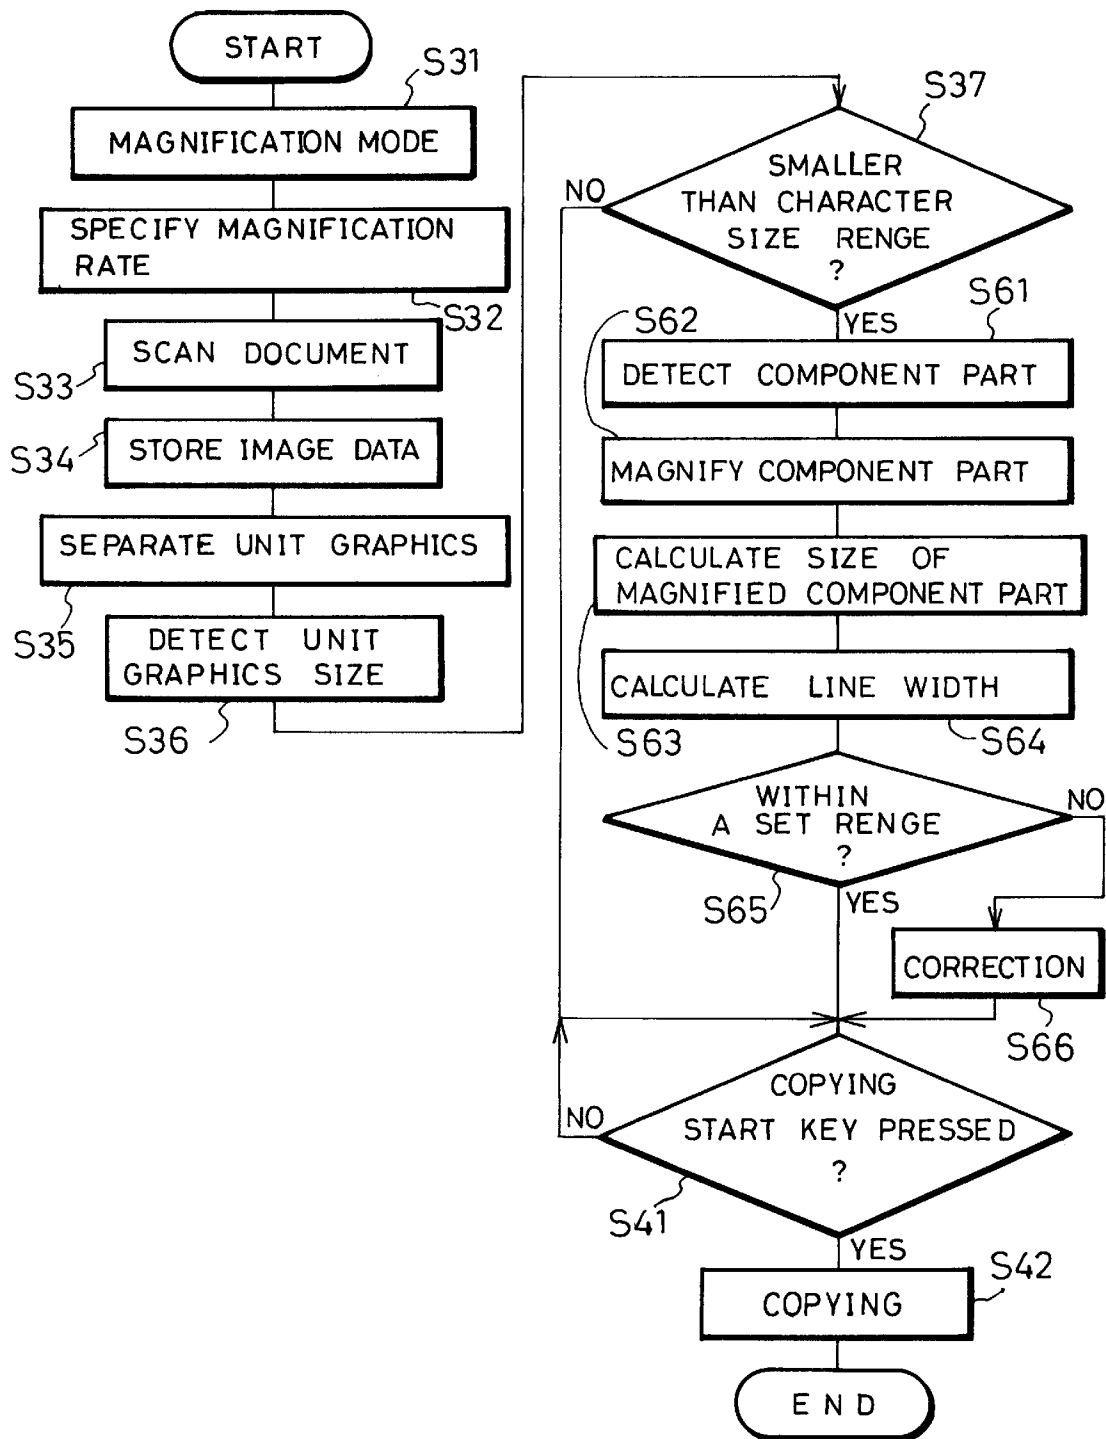 START
S31
MAGNIFICATION MODE
SPECIFY MAGNIFICATION
RATE
S32
SCAN DOCUMENT
S33
STORE IMAGE DATA
S34
SEPARATE UNIT GRAPHICS
S35
DETECT UNIT
GRAPHICS SIZE
S36
S37
SMALLER
THAN CHARACTER
SIZE RENGE
?
NO
YES
S61
S62
DETECT COMPONENT PART
MAGNIFY COMPONENT PART
CALCULATE SIZE OF
MAGNIFIED COMPONENT PART
S63
CALCULATE LINE WIDTH
S64
WITHIN
A SET RENGE
?
NO
S65
YES
CORRECTION
S66
COPYING
START KEY PRESSED
?
NO
S41
YES
S42
COPYING
END